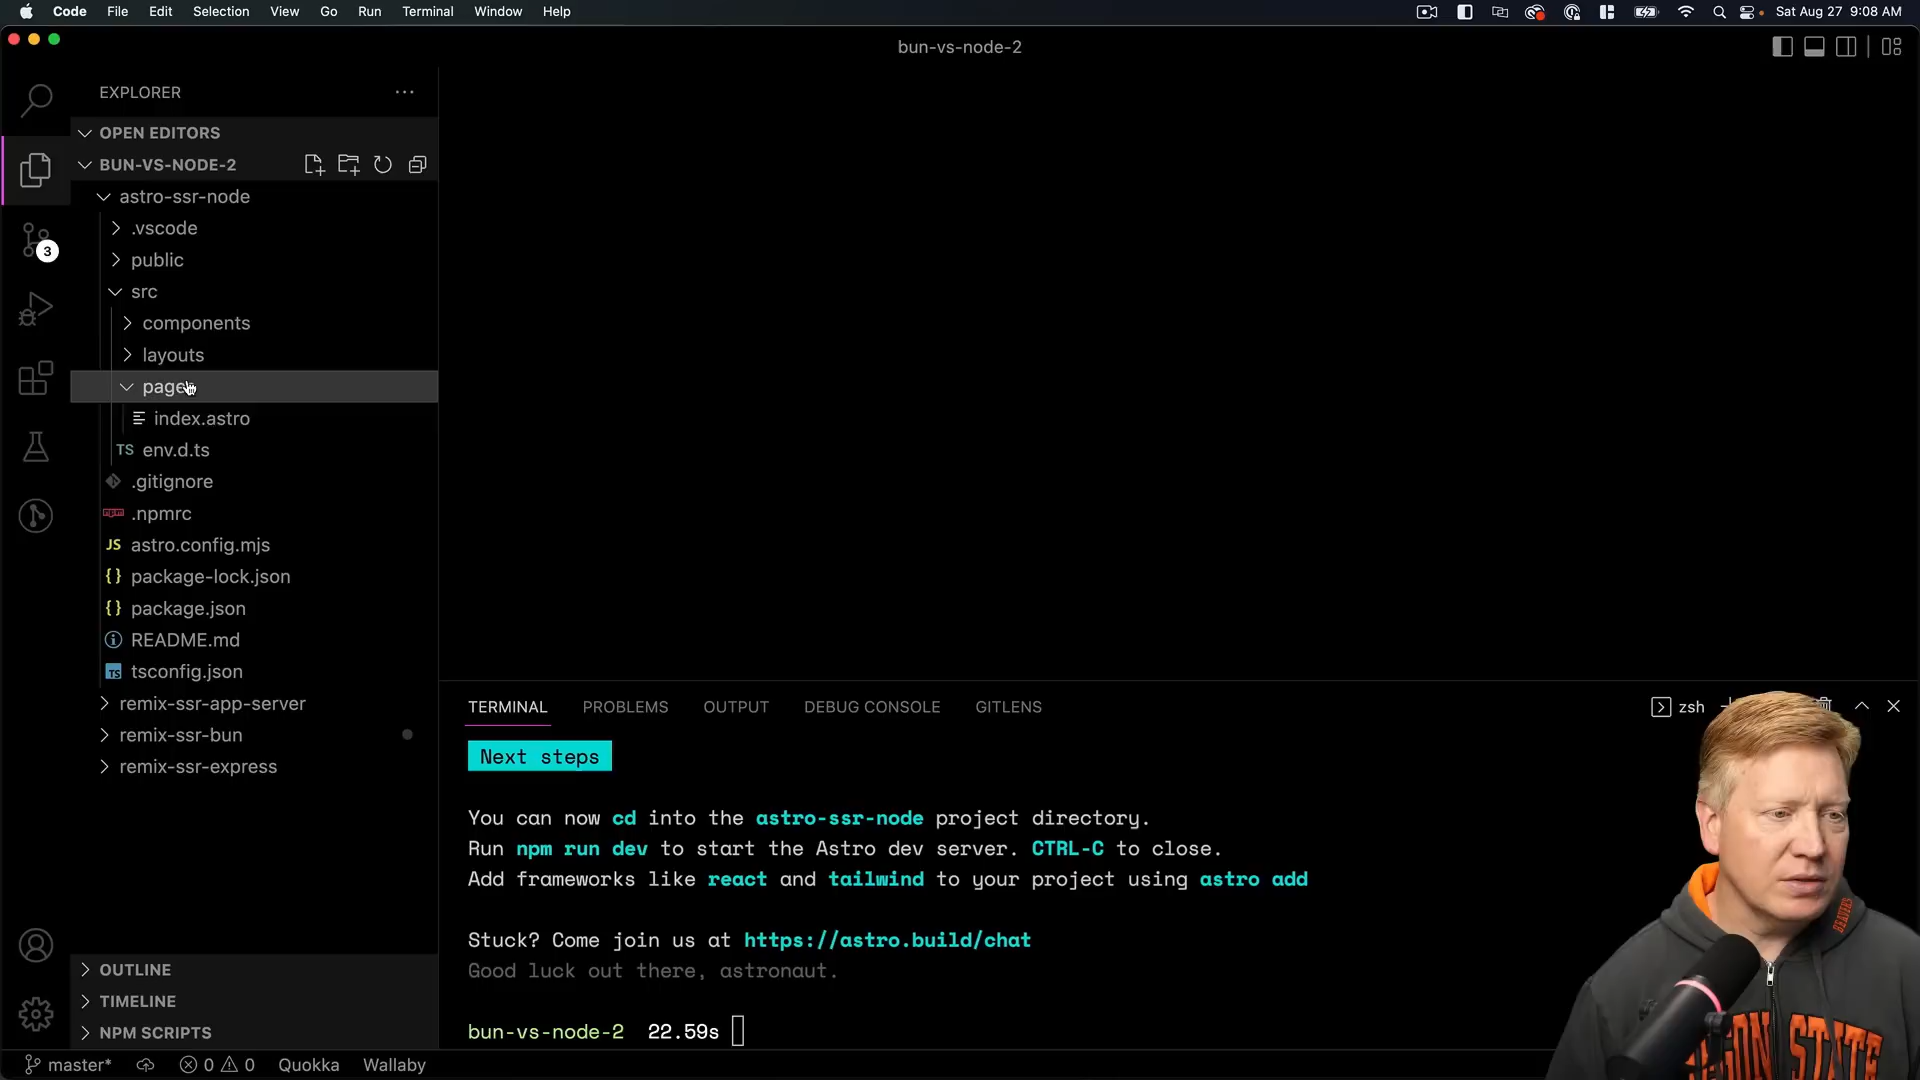 Code File Edit Selection View Go Run Terminal Window Help
Sat Aug 27 9:08 AM
bun-vs-node-2
EXPLORER
OPEN EDITORS
BUN-VS-NODE-2
astro-ssr-node
.vscode
public
3
src
components
layouts
pages
index.astro
TS env.d.ts
.gitignore
npm .npmrc
JS astro.config.mjs
{} package-lock.json
{} package.json
README.md
TS tsconfig.json
remix-ssr-app-server
remix-ssr-bun
remix-ssr-express
OUTLINE
TIMELINE
NPM SCRIPTS
TERMINAL PROBLEMS OUTPUT DEBUG CONSOLE GITLENS
zsh
Next steps
You can now cd into the astro-ssr-node project directory.
Run npm run dev to start the Astro dev server. CTRL-C to close.
Add frameworks like react and tailwind to your project using astro add
Stuck? Come join us at https://astro.build/chat
Good luck out there, astronaut.
bun-vs-node-2 22.59s
master* 0 0 Quokka Wallaby
BEAVERS
STATE